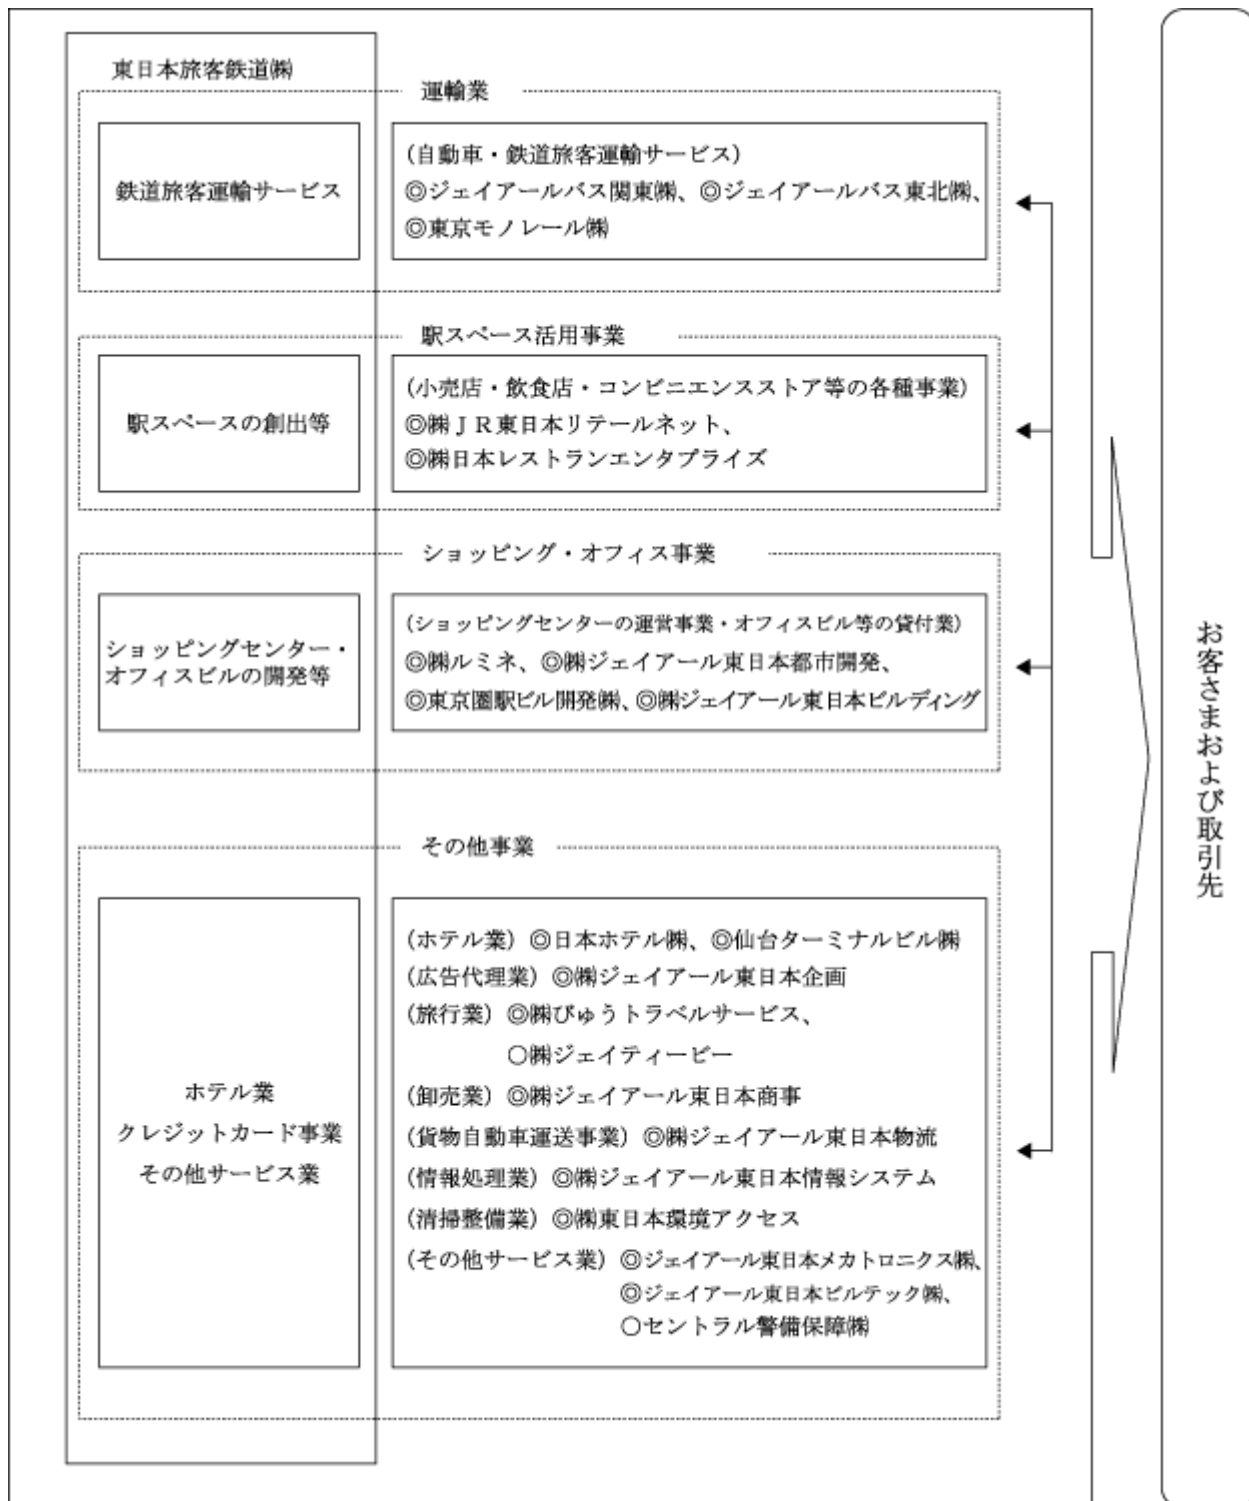 東日本旅客鉄道㈱
運輸業
鉄道旅客運輸サービス
(自動車・鉄道旅客運輸サービス)
◎ジェイアールバス関東㈱、◎ジェイアールバス東北㈱、
◎東京モノレール㈱
駅スペース活用事業
駅スペースの創出等
(小売店・飲食店・コンビニエンスストア等の各種事業)
◎㈱ＪＲ東日本リテールネット、
◎㈱日本レストランエンタプライズ
ショッピング・オフィス事業
ショッピングセンター・
オフィスビルの開発等
(ショッピングセンターの運営事業・オフィスビル等の貸付業)
◎㈱ルミネ、◎㈱ジェイアール東日本都市開発、
◎東京圏駅ビル開発㈱、◎㈱ジェイアール東日本ビルディング
その他事業
ホテル業
クレジットカード事業
その他サービス業
(ホテル業) ◎日本ホテル㈱、◎仙台ターミナルビル㈱
(広告代理業) ◎㈱ジェイアール東日本企画
(旅行業) ◎㈱びゅうトラベルサービス、
○㈱ジェイティービー
(卸売業) ◎㈱ジェイアール東日本商事
(貨物自動車運送事業) ◎㈱ジェイアール東日本物流
(情報処理業) ◎㈱ジェイアール東日本情報システム
(清掃整備業) ◎㈱東日本環境アクセス
(その他サービス業) ◎ジェイアール東日本メカトロニクス㈱、
◎ジェイアール東日本ビルテック㈱、
○セントラル警備保障㈱
お客さまおよび取引先